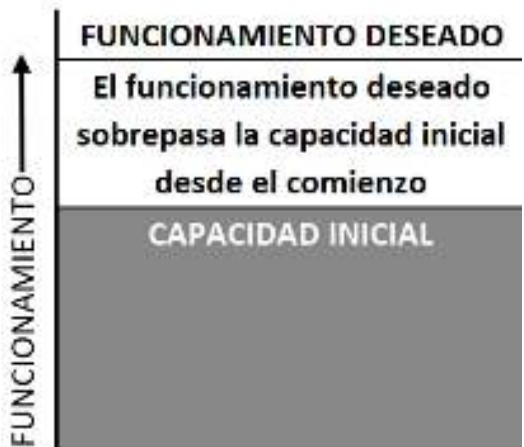 FUNCIONAMIENTO DESEADO
El funcionamiento deseado
sobrepasa la capacidad inicial
desde el comienzo
CAPACIDAD INICIAL
FUNCIONAMIENTO